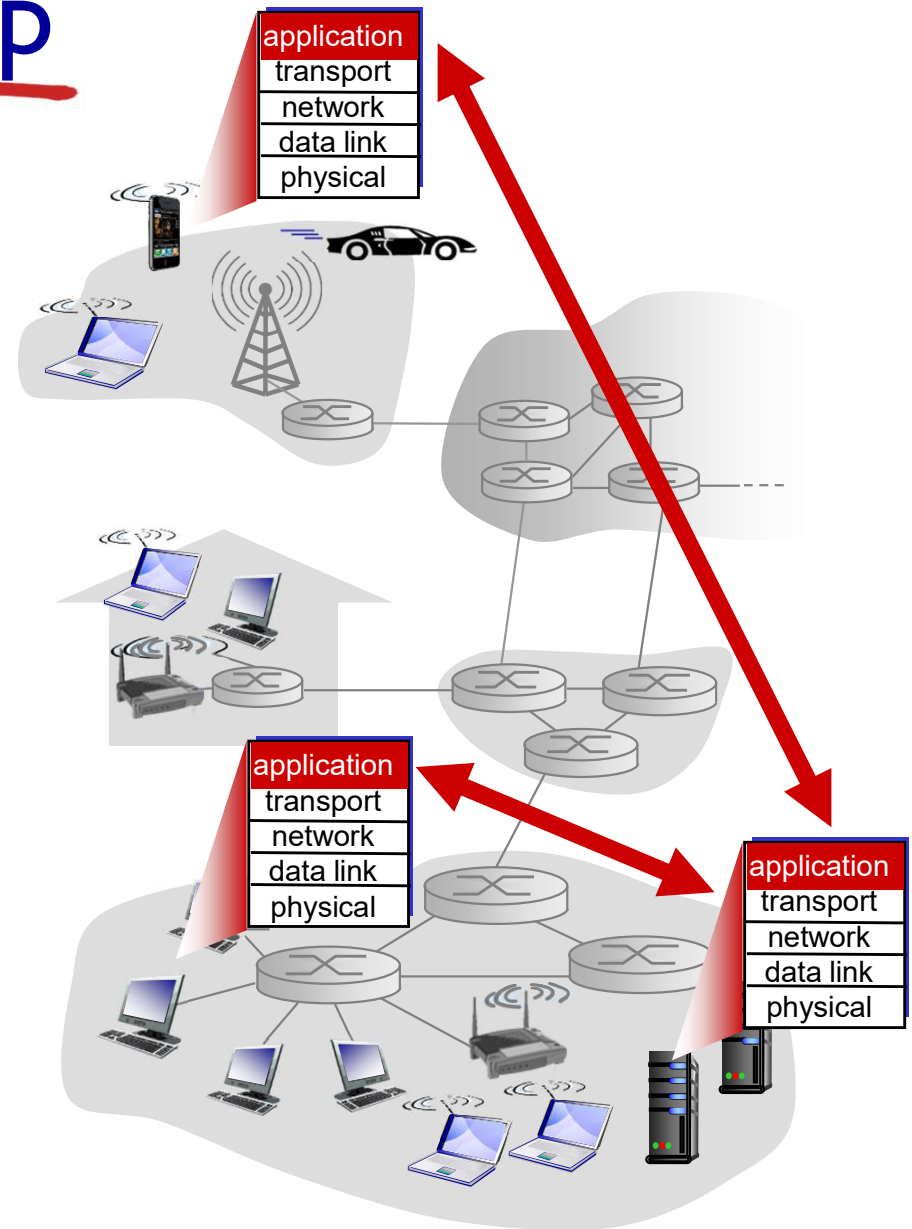 p
application
transport
network
data link
physical
application
transport
network
data link
physical
application
transport
network
data link
physical